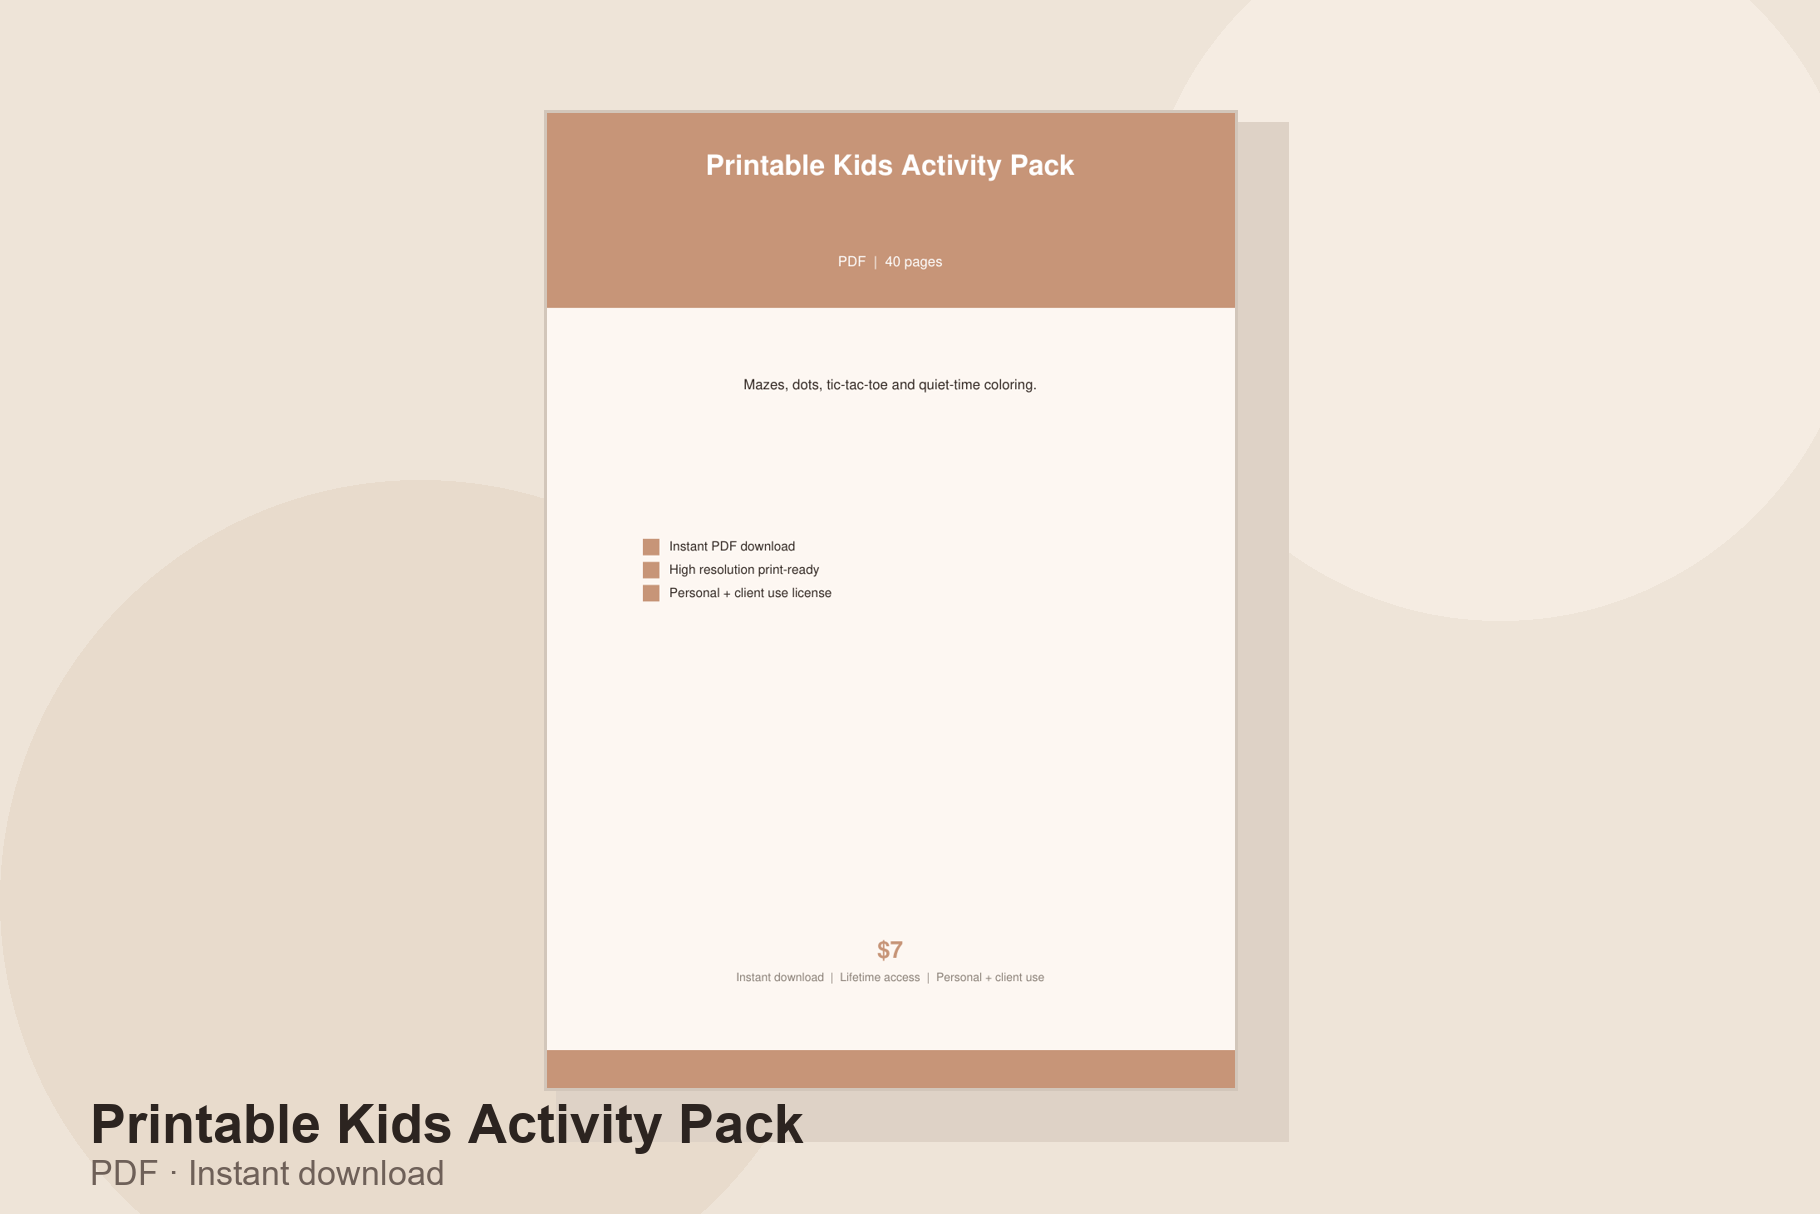 Printable Kids Activity Pack
PDF | 40 pages
Mazes, dots, tic-tac-toe and quiet-time coloring.
Instant PDF download
High resolution print-ready
Personal + client use license
$7
Instant download | Lifetime access | Personal + client use
Printable Kids Activity Pack
PDF · Instant download